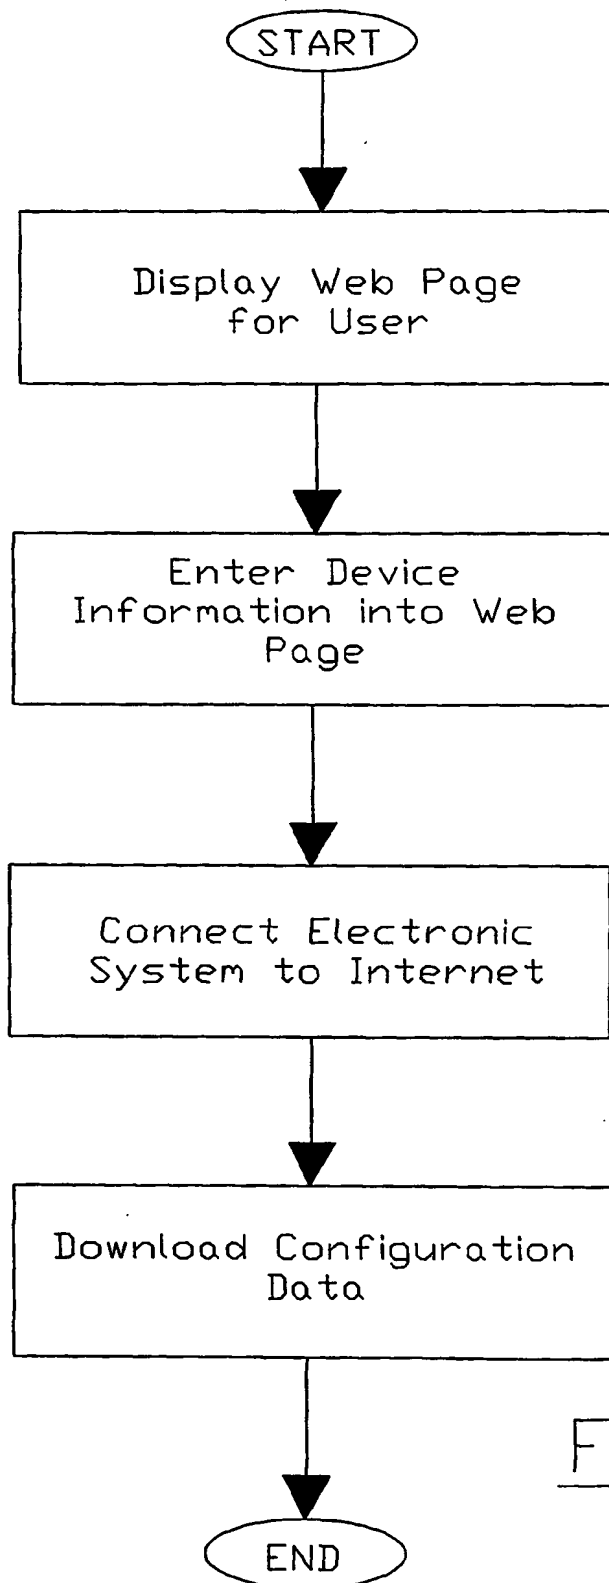 START
Display Web Page
for User
Enter Device
Information into Web
Page
Connect Electronic
System to Internet
Download Configuration
Data
F
END